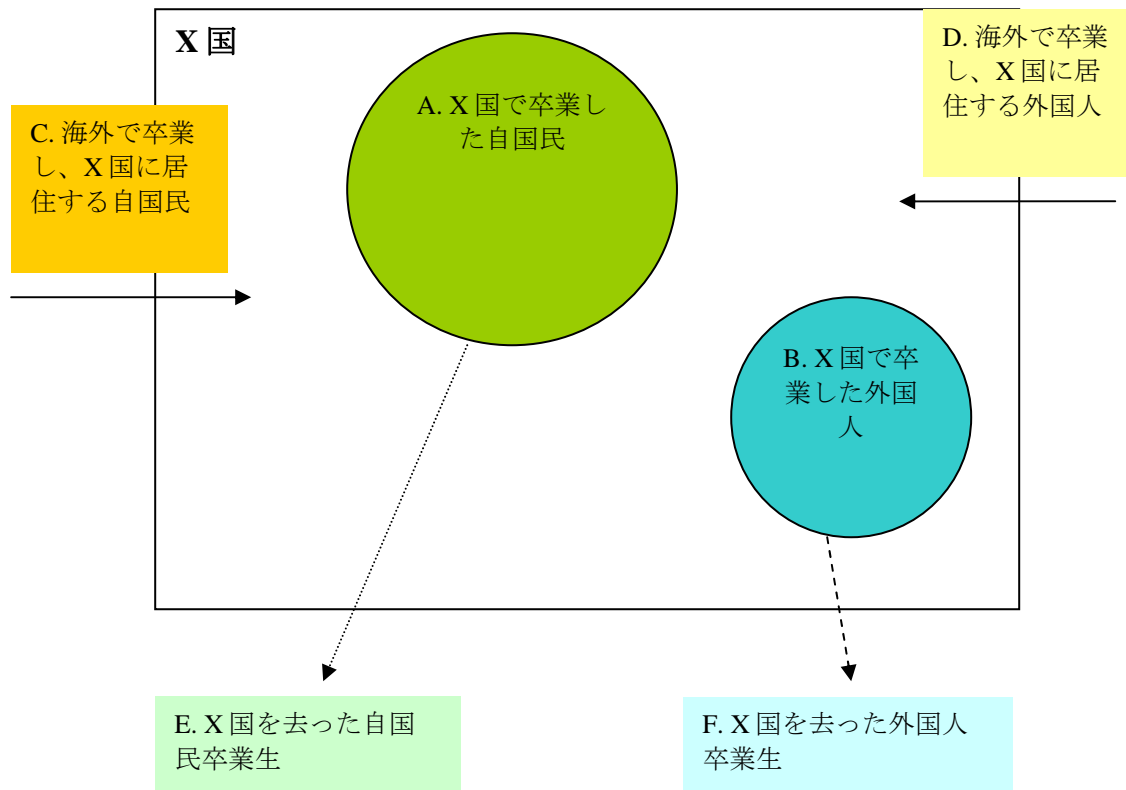 X 国
A. X 国で卒業し
た自国民
D. 海外で卒業
し、X 国に居
住する外国人
C. 海外で卒業
し、X 国に居
住する自国民
B. X 国で卒
業した外国
人
E. X 国を去った自国
民卒業生
F. X 国を去った外国人
卒業生